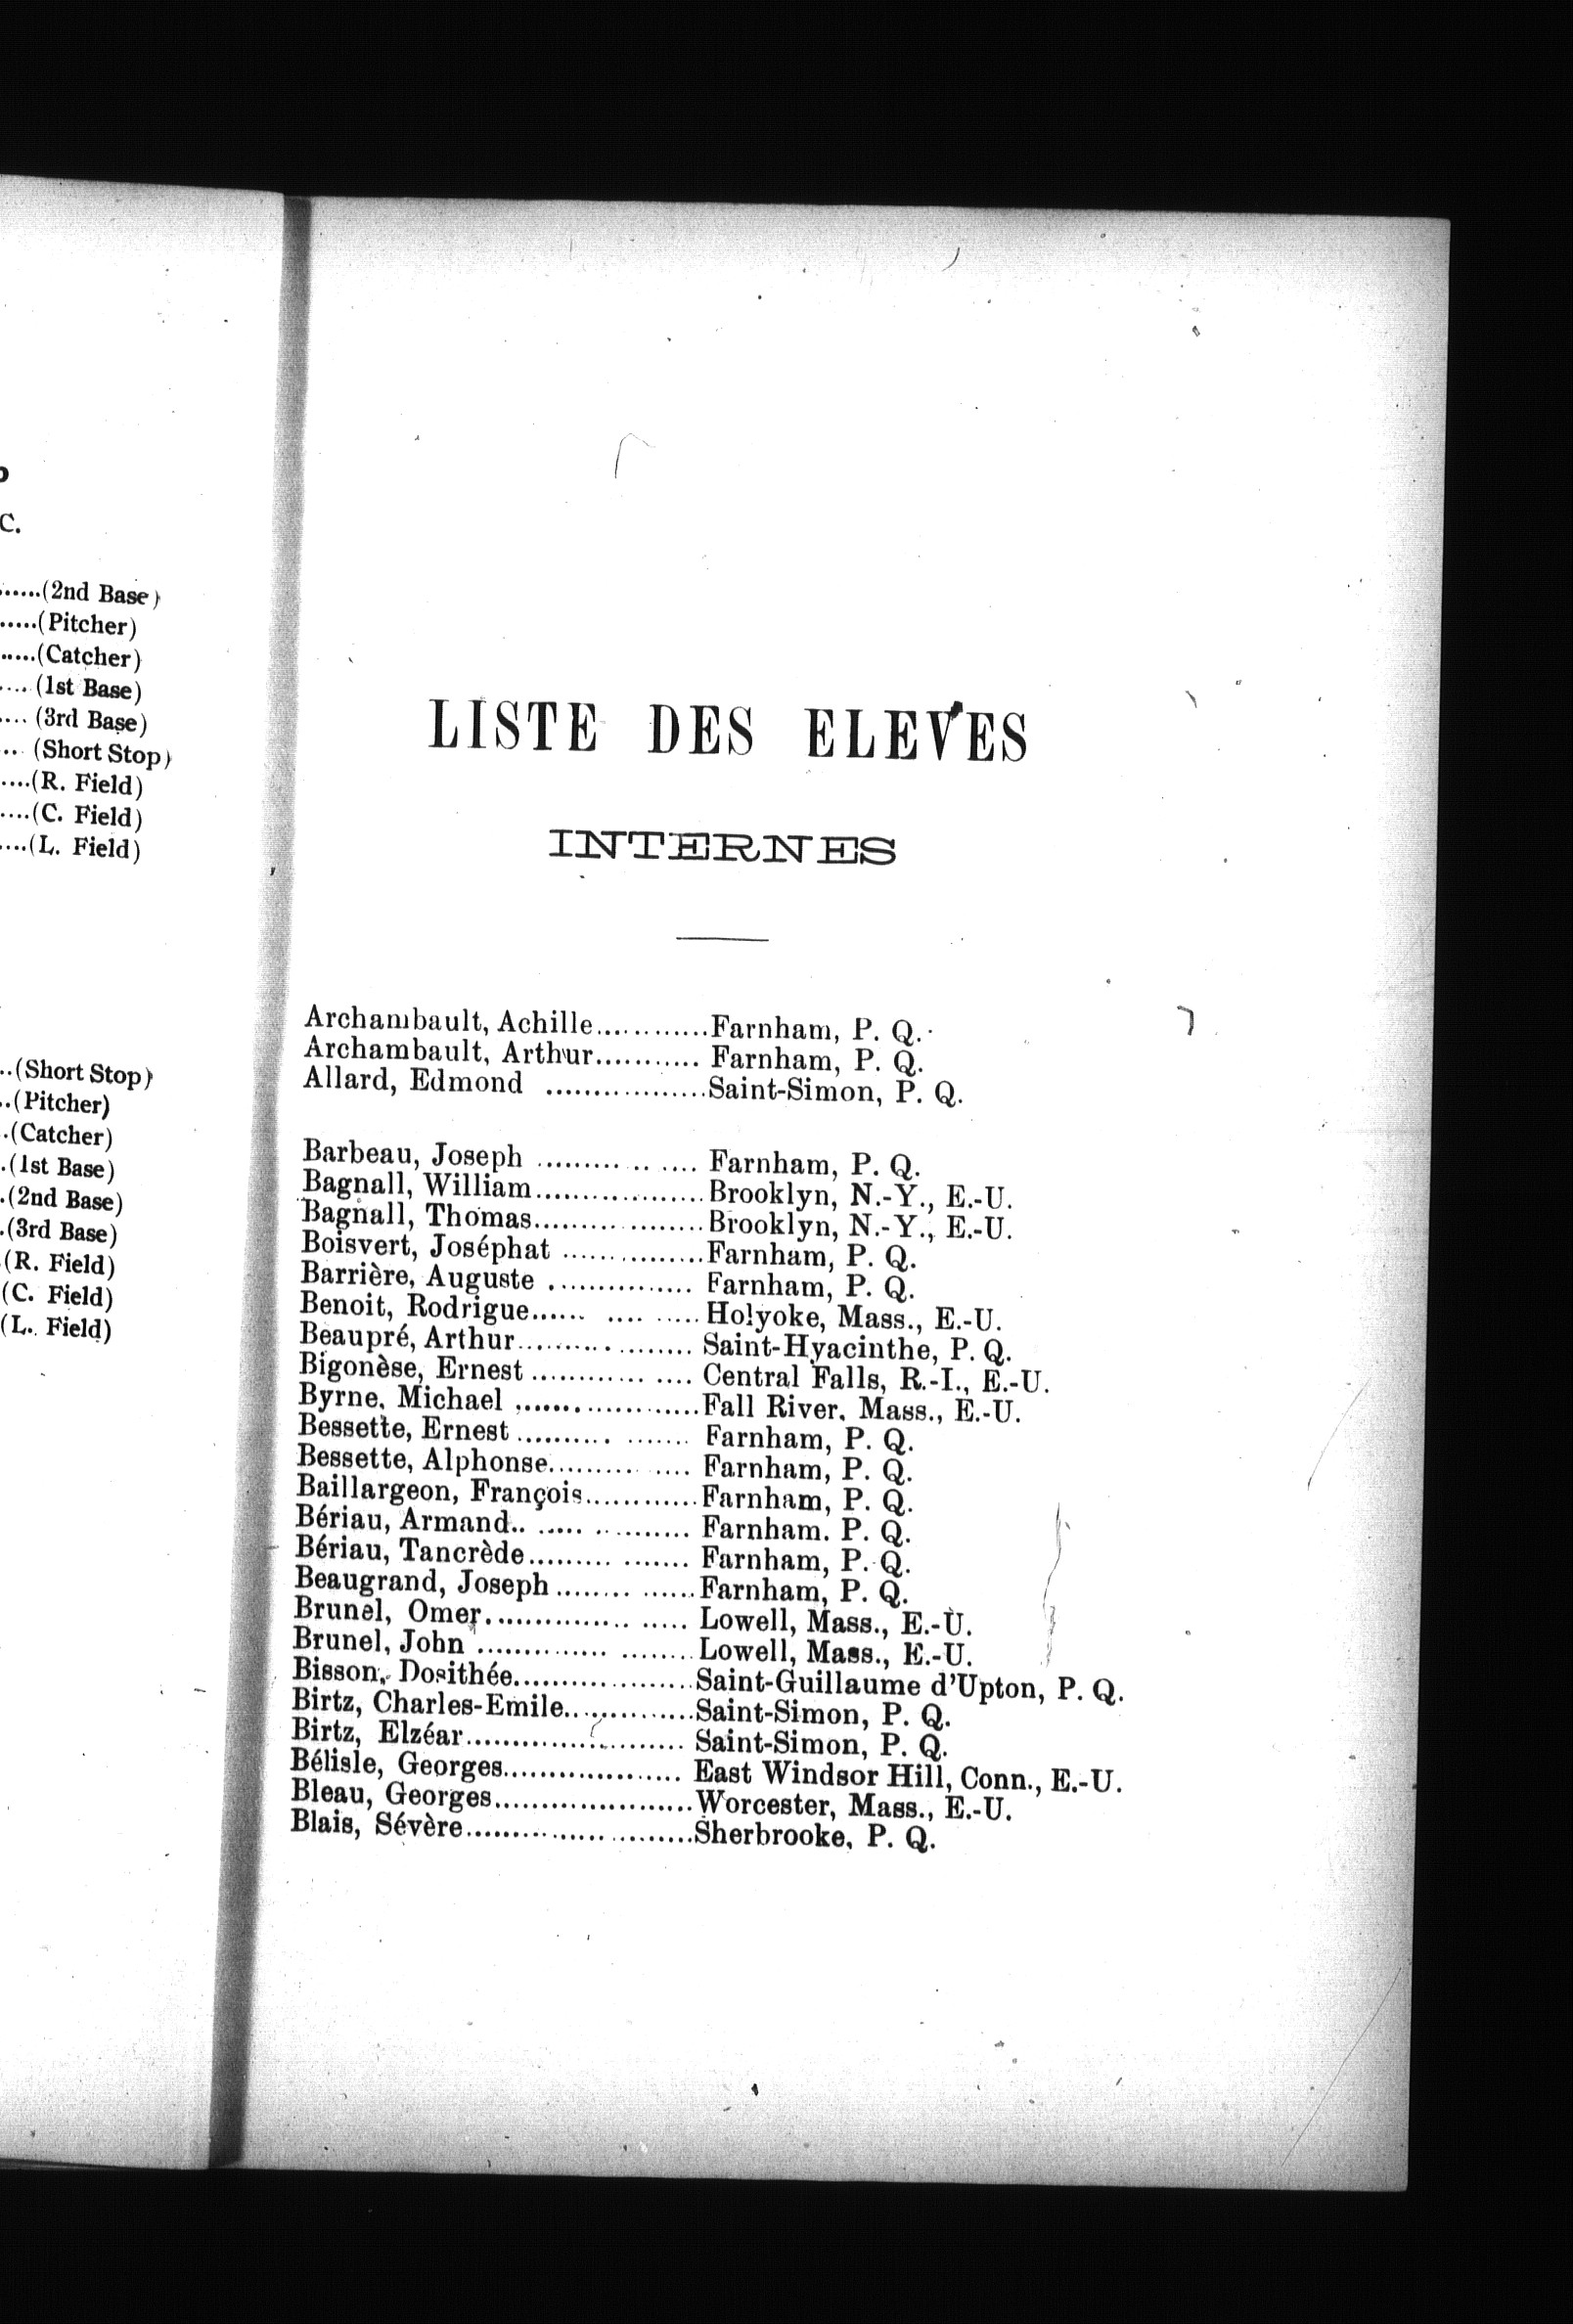 C.
......(2nd Base)
.....(Pitcher)
.....(Catcher)
.... (1st Base)
.... (3rd Base)
... (Short Stop)
....(R. Field)
....(C. Field)
....(L. Field)
..(Short Stop)
..(Pitcher)
.(Catcher)
.(1st Base)
.(2nd Base)
.(3rd Base)
(R. Field)
(C. Field)
(L. Field)
LISTE DES ELEVES
INTERNES
Archambault, Achille............Farnham, P. Q.
Archambault, Arthur........... Farnham, P. Q.
Allard, Edmond .................Saint-Simon, P. Q.
Barbeau, Joseph ......... .. .... Farnham, P. Q.
Bagnall, William..................Brooklyn, N.-Y., E.-U.
Bagnall, Thomas..................Brooklyn, N.-Y., E.-U.
Boisvert, Joséphat ...............Farnham, P. Q.
Barrière, Auguste ............... Farnham, P. Q.
Benoit, Rodrigue...... .... .....Holyoke, Mass., E.-U.
Beaupré, Arthur................... Saint-Hyacinthe, P. Q.
Bigonèse, Ernest ............ .... Central Falls, R.-I., E.-U.
Byrne, Michael ....................Fall River, Mass., E.-U.
Bessette, Ernest .......... ....... Farnham, P. Q.
Bessette, Alphonse.......... .... Farnham, P. Q.
Baillargeon, François............Farnham, P. Q.
Bériau, Armand.. ..... .......... Farnham. P. Q.
Bériau, Tancrède......... ....... Farnham, P. Q.
Beaugrand, Joseph ........ ......Farnham, P. Q.
Brunel, Omer............... ..... Lowell, Mass., E.-U.
Brunel, John .............. ........Lowell, Mass., E.-U.
Bisson, Dosithée...................Saint-Guillaume d'Upton, P. Q.
Birtz, Charles-Emile..............Saint-Simon, P. Q.
Birtz, Elzéar....................... Saint-Simon, P. Q.
Bélisle, Georges................... East Windsor Hill, Conn., E.-U.
Bleau, Georges.....................Worcester, Mass., E.-U.
Blais, Sévère........................Sherbrooke, P. Q.